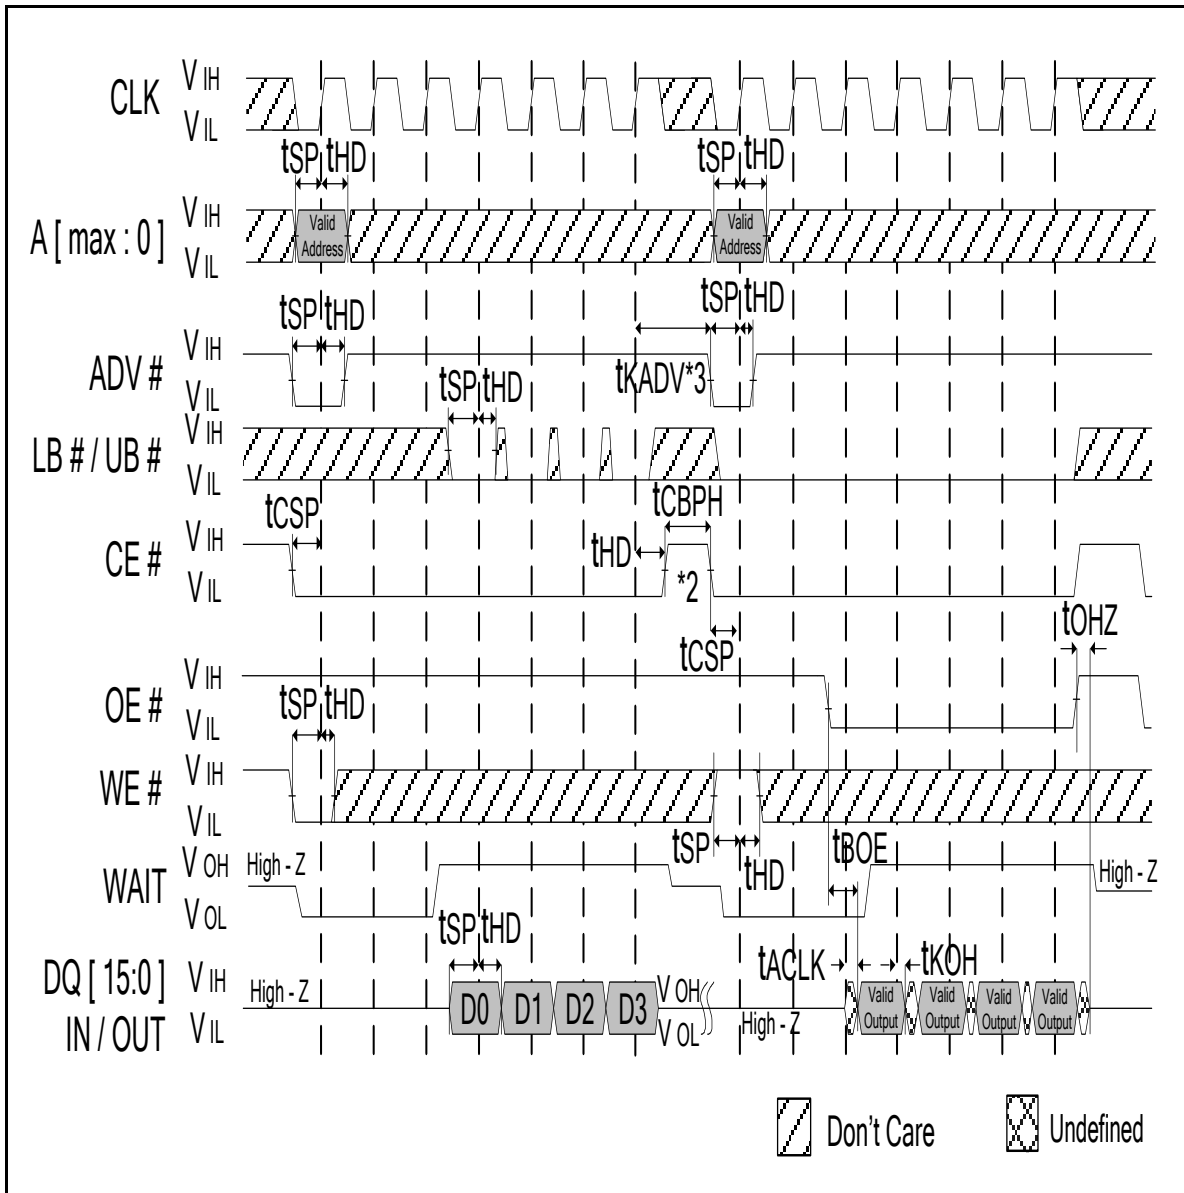 CLK V IH
V IL
tSP tHD tSP tHD
A [ max : 0 ] V IH Valid Address Valid Address
V IL
tSP tHD tSP tHD
ADV # V IH
V IL
tKADV*3
tSP tHD
LB # / UB # V IH
V IL
tCSP tCBPH
CE # V IH tHD
V IL *2
tCSP tOHZ
OE # V IH
V IL
tSP tHD
WE # V IH
V IL
tSP tHD tBOE
WAIT V OH High - Z High - Z
V OL
tSP tHD tACLK tKOH
DQ [ 15:0 ] V IH High - Z D0 D1 D2 D3 V OH High - Z Valid Output Valid Output Valid Output Valid Output
IN / OUT V IL V OL
Don't Care Undefined